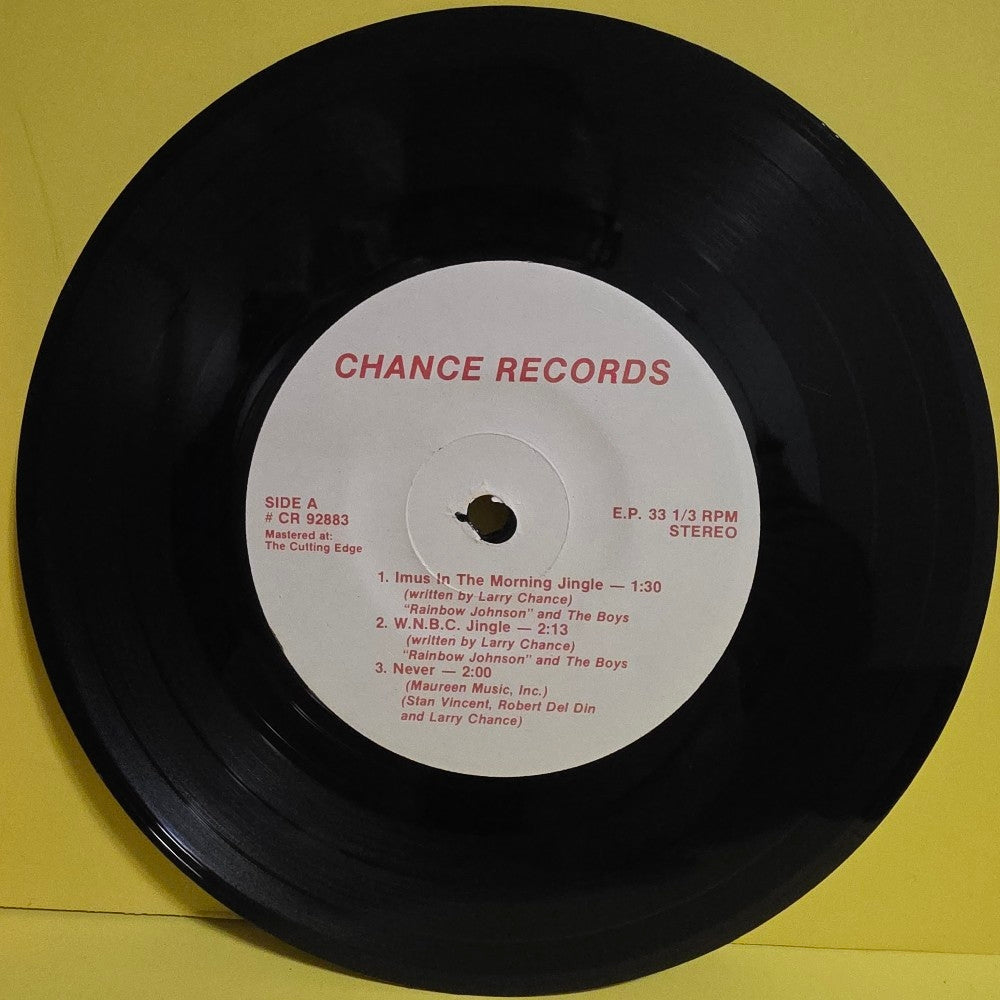 CHANCE RECORDS
SIDE A
# CR 92883
Mastered at:
The Cutting Edge
E.P. 33 1/3 RPM
STEREO
1. Imus In The Morning Jingle — 1:30
(written by Larry Chance)
"Rainbow Johnson" and The Boys
2. W.N.B.C. Jingle — 2:13
(written by Larry Chance)
"Rainbow Johnson" and The Boys
3. Never — 2:00
(Maureen Music, Inc.)
(Stan Vincent, Robert Del Din
and Larry Chance)